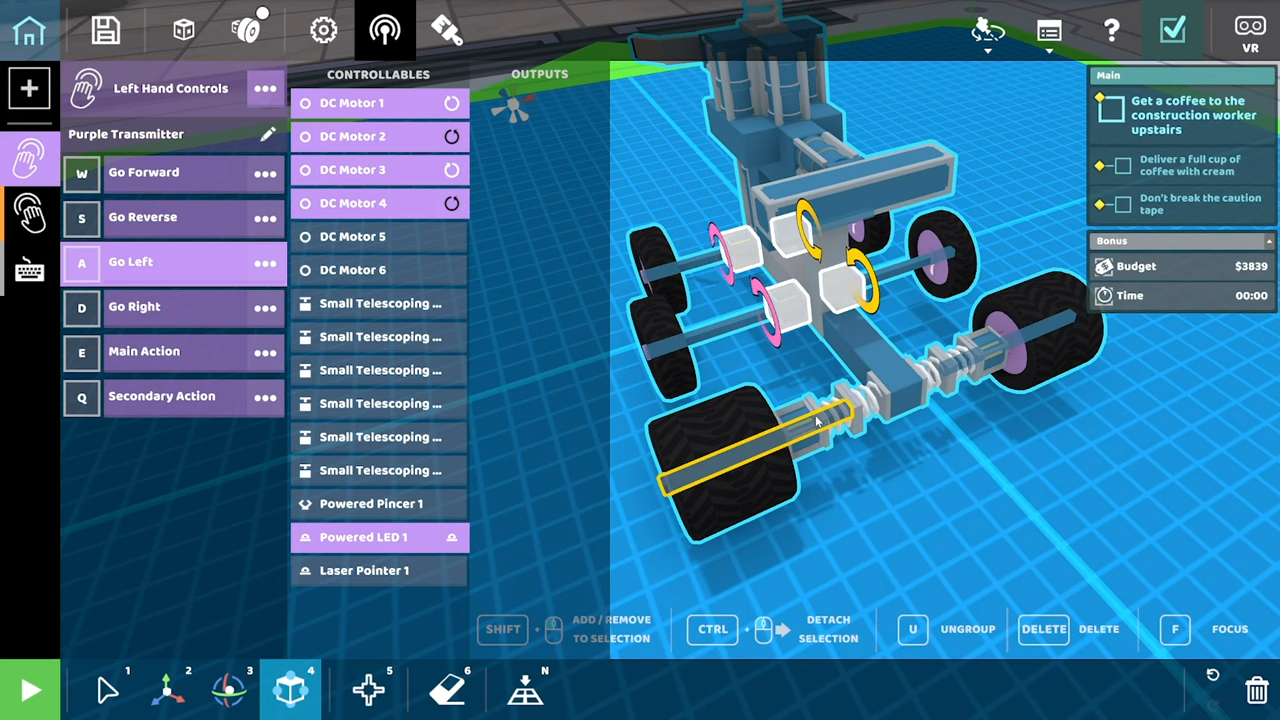 VR
Left Hand Controls
Purple Transmitter
W Go Forward
S Go Reverse
A Go Left
D Go Right
E Main Action
Q Secondary Action
CONTROLLABLES
DC Motor 1
DC Motor 2
DC Motor 3
DC Motor 4
DC Motor 5
DC Motor 6
Small Telescoping ...
Small Telescoping ...
Small Telescoping ...
Small Telescoping ...
Small Telescoping ...
Small Telescoping ...
Powered Pincer 1
Powered LED 1
Laser Pointer 1
OUTPUTS
Main
Get a coffee to the
construction worker
upstairs
Deliver a full cup of
coffee with cream
Don't break the caution
tape
Bonus
Budget $3839
Time 00:00
SHIFT + ADD / REMOVE
TO SELECTION
CTRL + DETACH
SELECTION
U UNGROUP
DELETE DELETE
F FOCUS
1 2 3 4 5 6 N